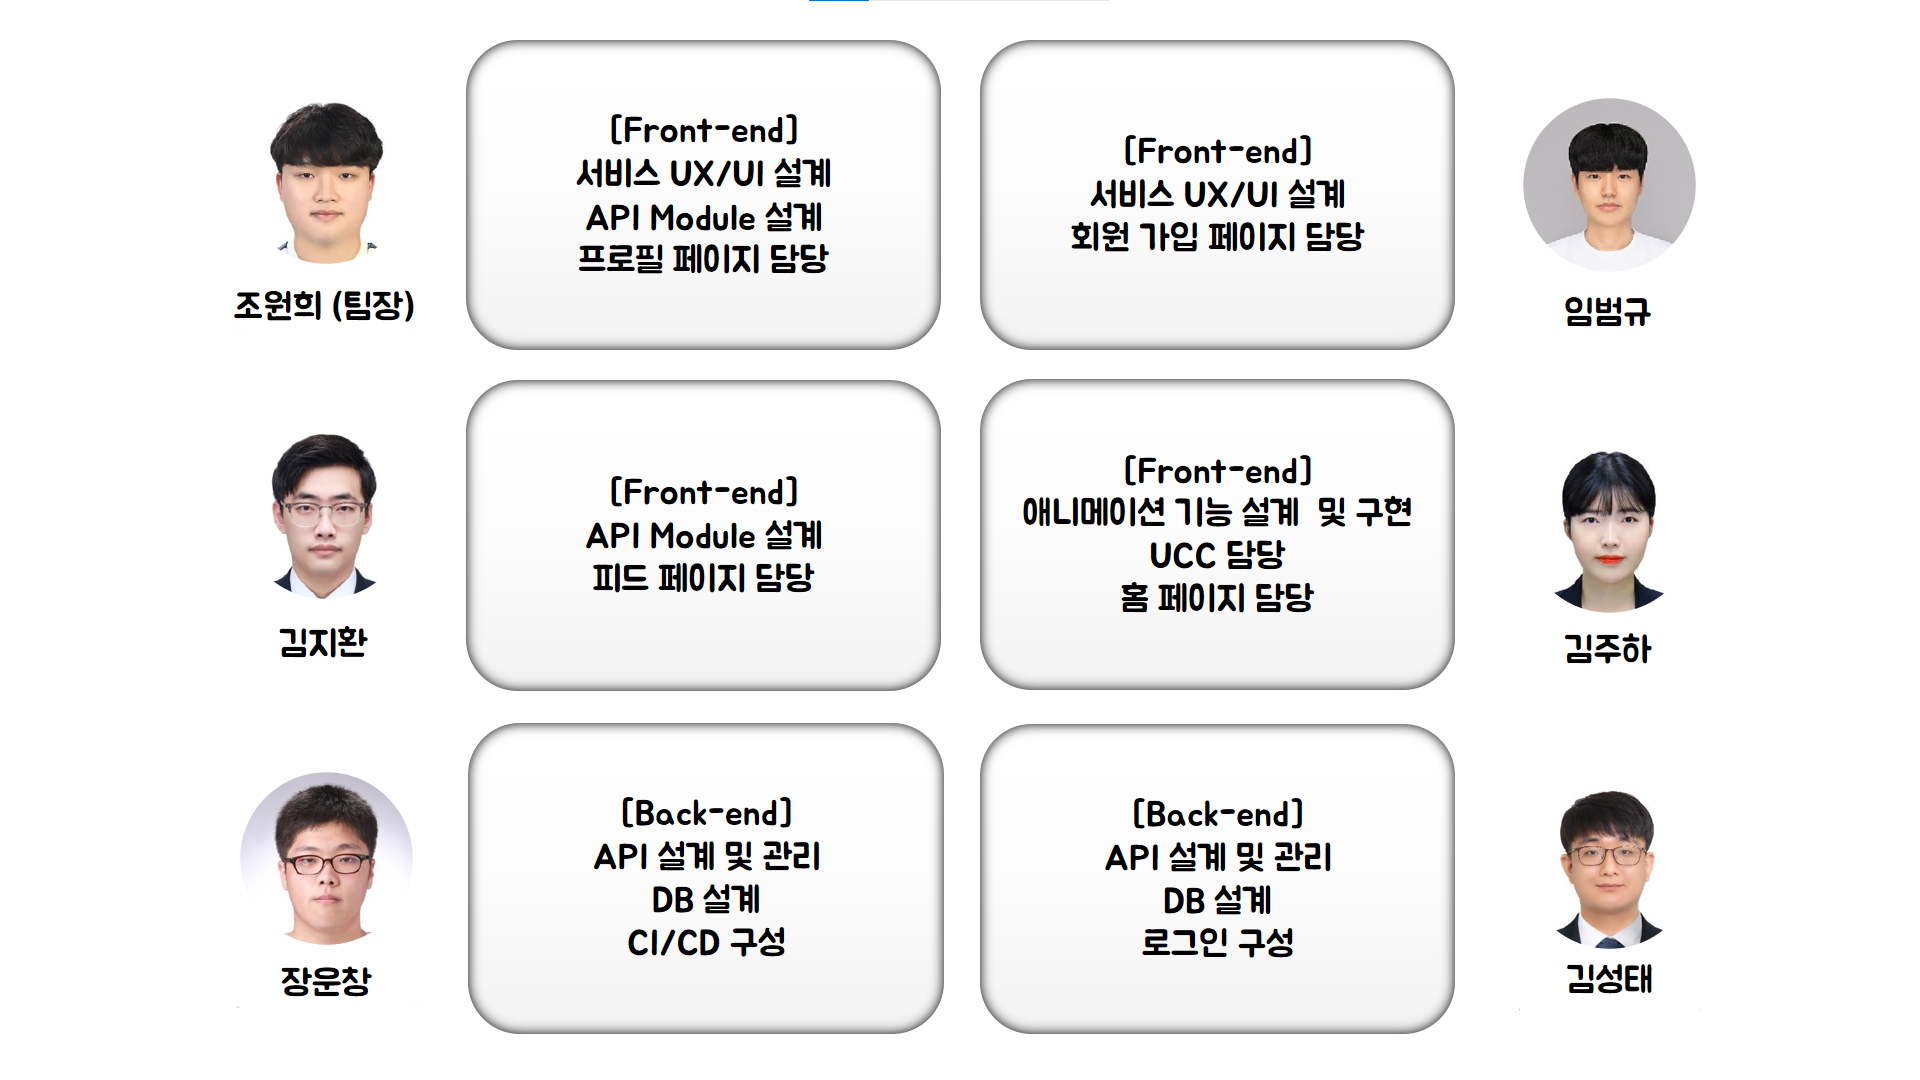 [Front-end]
서비스 UX/UI 설계
API Module 설계
프로필 페이지 담당
조원희 (팀장)
[Front-end]
서비스 UX/UI 설계
회원 가입 페이지 담당
임범규
[Front-end]
API Module 설계
피드 페이지 담당
김지환
[Front-end]
애니메이션 기능 설계  및 구현
UCC 담당
홈 페이지 담당
김주하
[Back-end]
API 설계 및 관리
DB 설계
CI/CD 구성
장운창
[Back-end]
API 설계 및 관리
DB 설계
로그인 구성
김성태